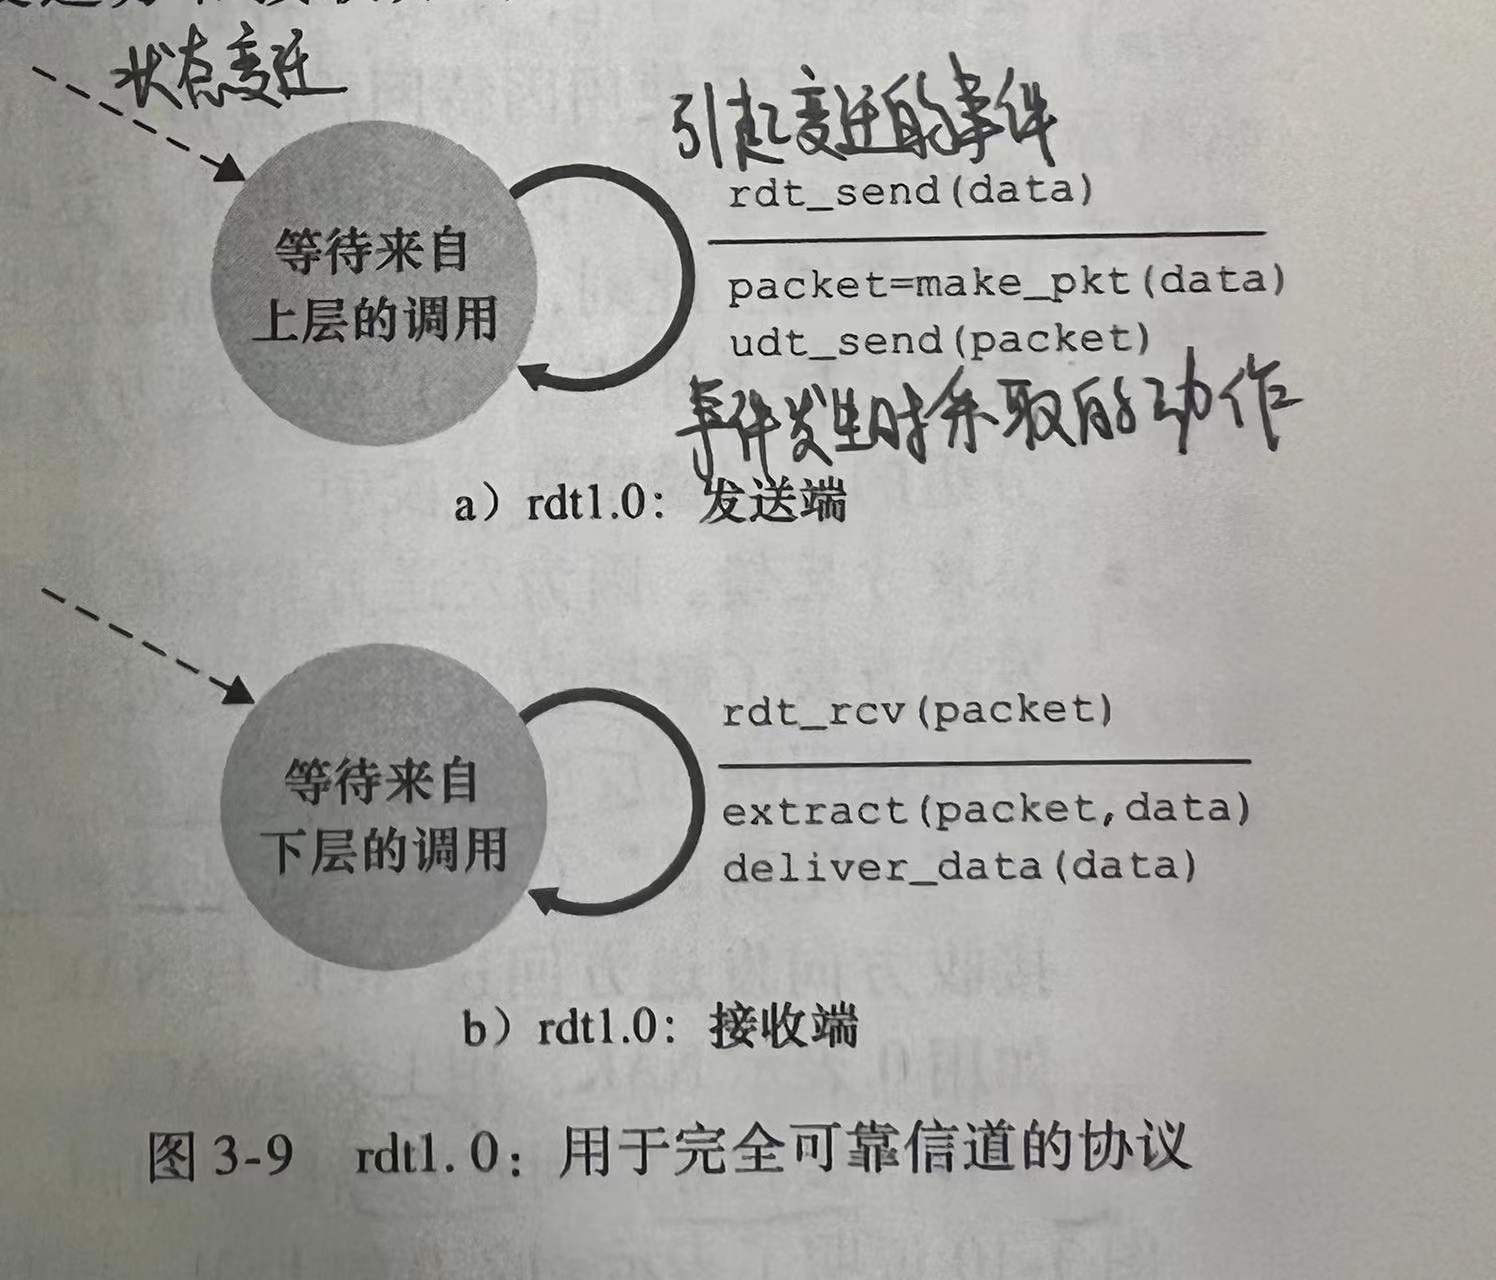 状态变迁
引起变迁的事件
rdt_send(data)
等待来自
上层的调用
packet=make_pkt(data)
udt_send(packet)
事件发生时采取的动作
a）rdt1.0：发送端
rdt_rcv(packet)
等待来自
下层的调用
extract(packet,data)
deliver_data(data)
b）rdt1.0：接收端
图3-9 rdt1.0：用于完全可靠信道的协议